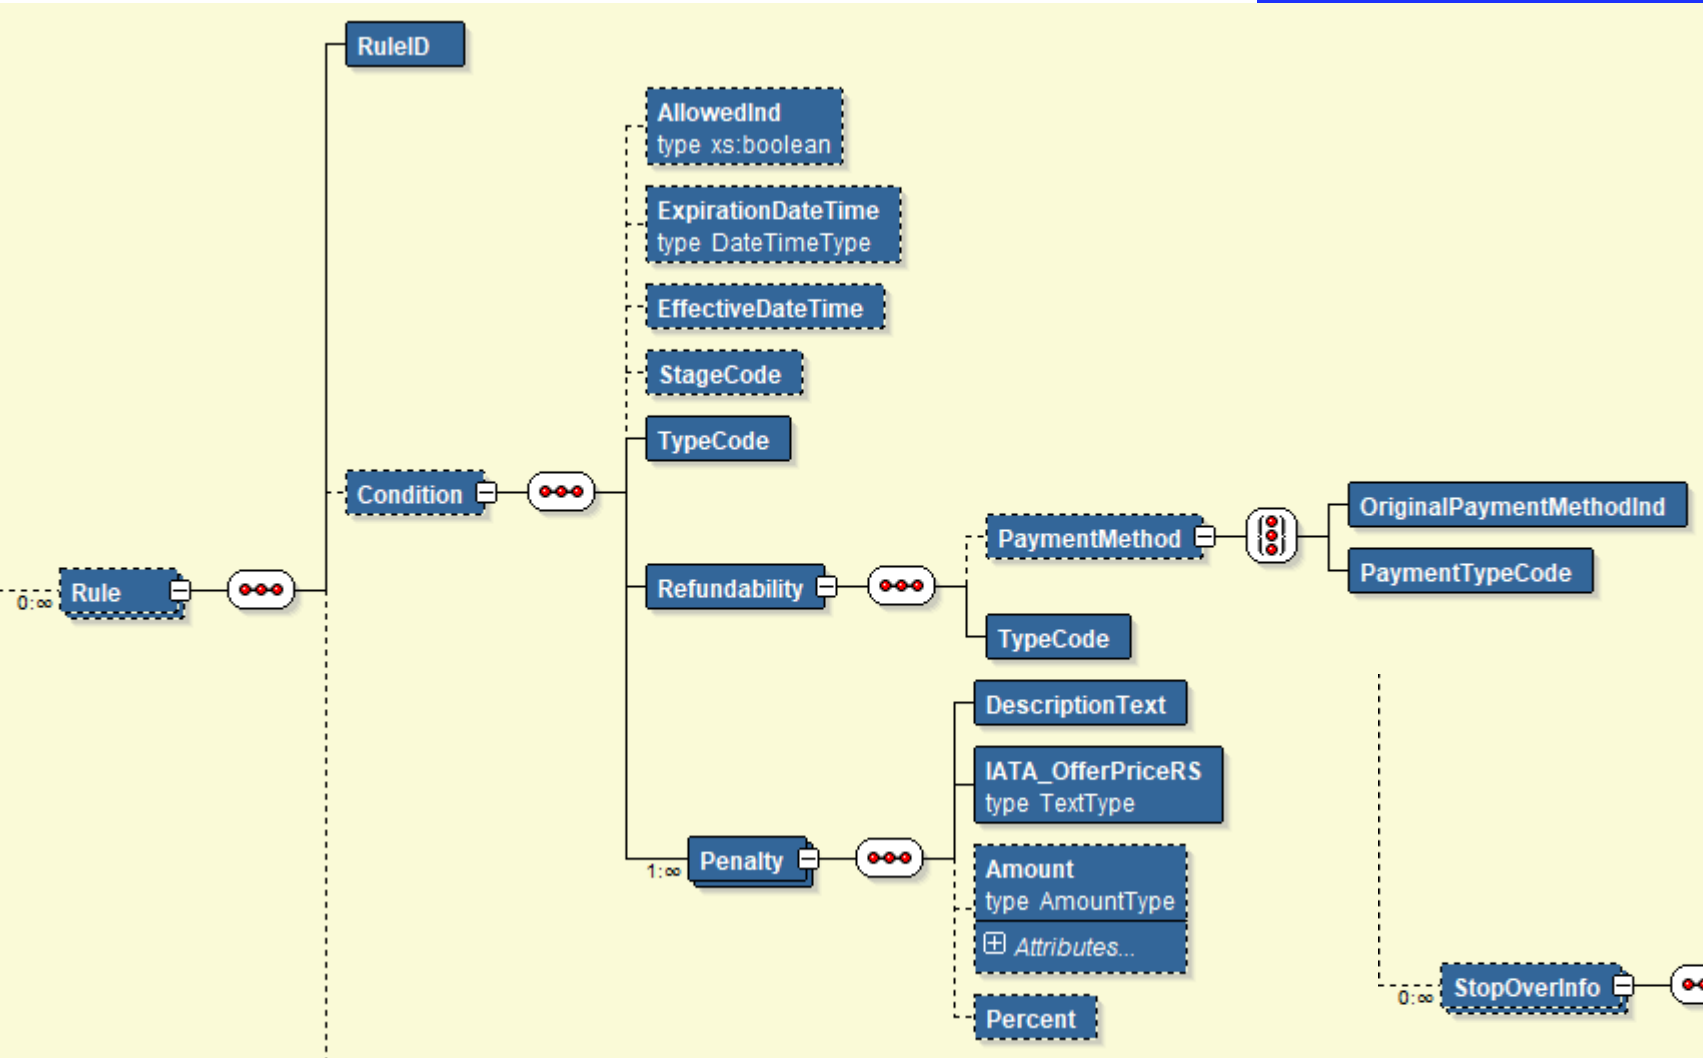 RuleID
AllowedInd
type xs:boolean
ExpirationDateTime
type DateTimeType
EffectiveDateTime
StageCode
TypeCode
Condition
OriginalPaymentMethodInd
PaymentMethod
PaymentTypeCode
Rule
0:∞
Refundability
TypeCode
DescriptionText
IATA_OfferPriceRS
type TextType
Penalty
1:∞
Amount
type AmountType
Attributes...
StopOverInfo
0:∞
Percent